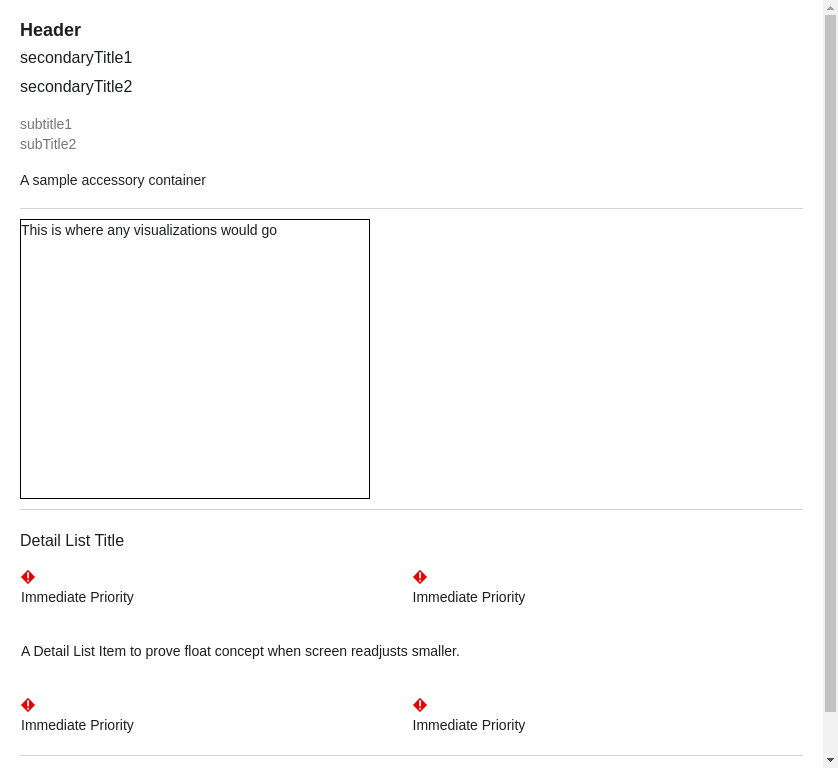 Header
secondaryTitle1
secondaryTitle2
subtitle1
subTitle2
A sample accessory container
This is where any visualizations would go
Detail List Title
Immediate Priority
Immediate Priority
A Detail List Item to prove float concept when screen readjusts smaller.
Immediate Priority
Immediate Priority